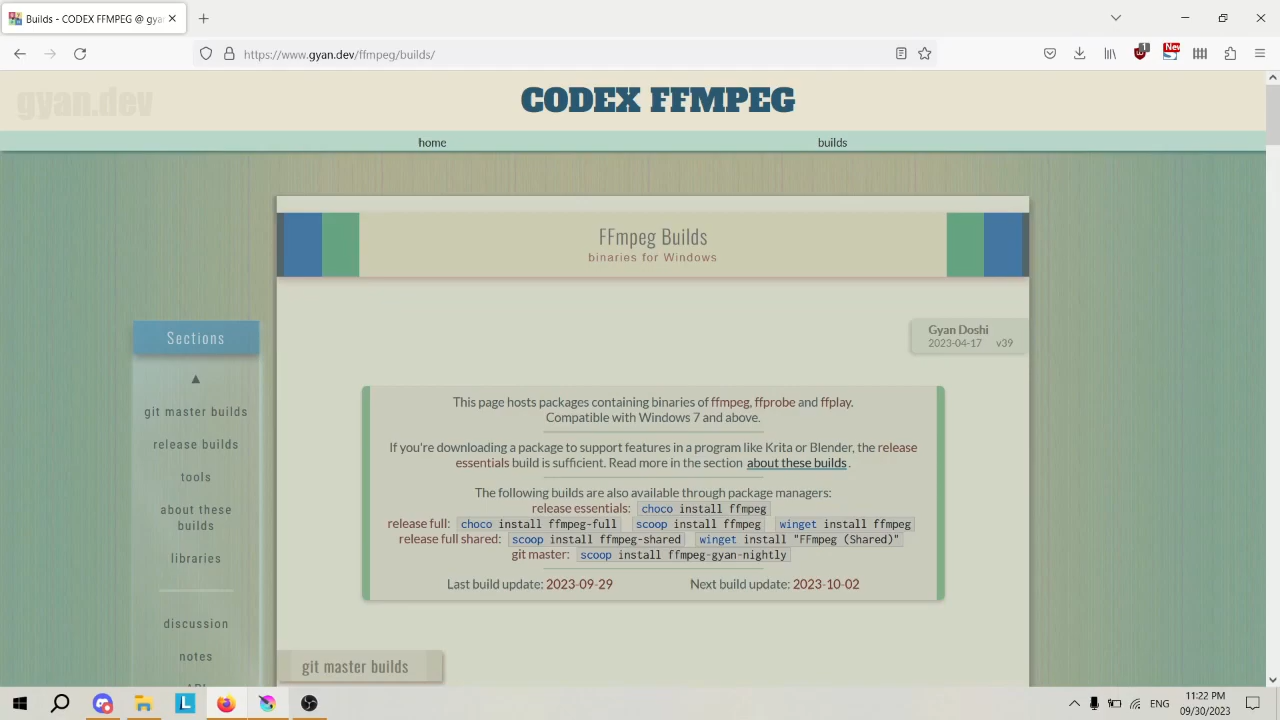 Builds - CODEX FFMPEG @ gyan
https://www.gyan.dev/ffmpeg/builds/
1
New
gyan.dev
CODEX FFMPEG
home
builds
FFmpeg Builds
binaries for Windows
Sections
▲
git master builds
release builds
tools
about these
builds
libraries
discussion
notes
API
Gyan Doshi
2023-04-17 v39
This page hosts packages containing binaries of ffmpeg, ffprobe and ffplay.
Compatible with Windows 7 and above.
If you're downloading a package to support features in a program like Krita or Blender, the release
essentials build is sufficient. Read more in the section about these builds.
The following builds are also available through package managers:
release essentials: choco install ffmpeg
release full: choco install ffmpeg-full scoop install ffmpeg winget install ffmpeg
release full shared: scoop install ffmpeg-shared winget install "FFmpeg (Shared)"
git master: scoop install ffmpeg-gyan-nightly
Last build update: 2023-09-29 Next build update: 2023-10-02
git master builds
L
ENG
11:22 PM
09/30/2023